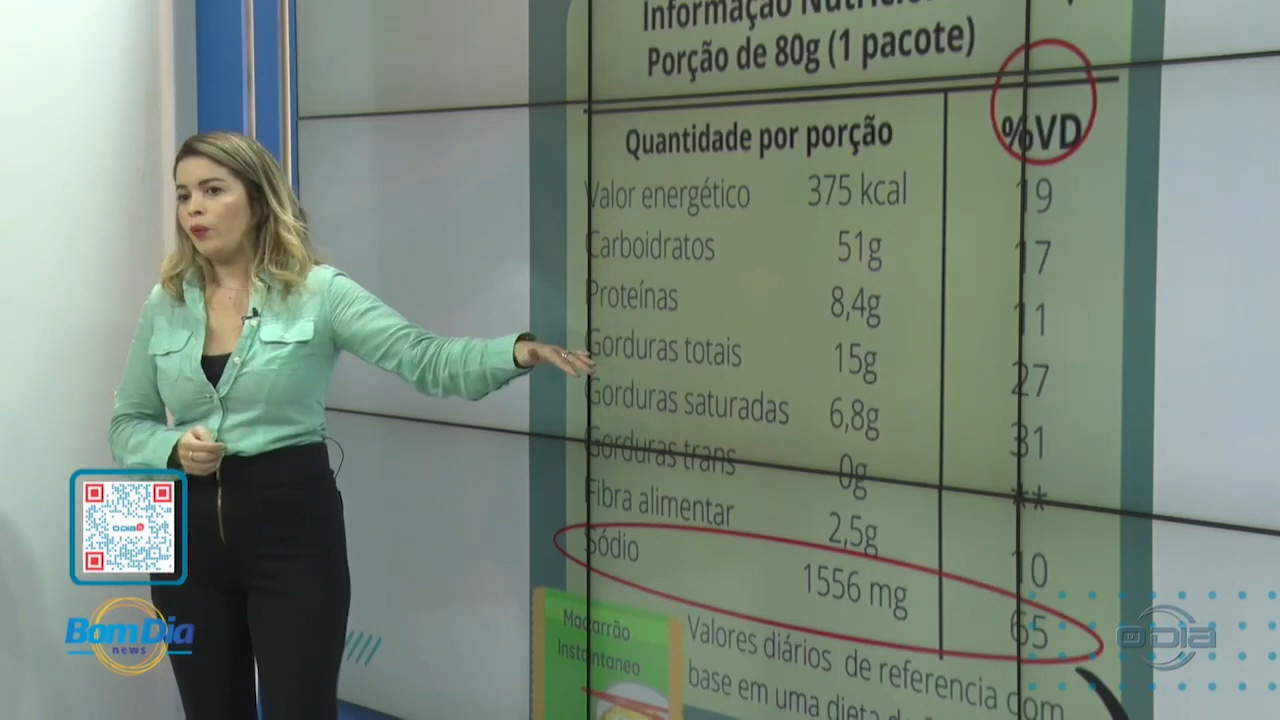 Informação
Porção de 80g (1 pacote)
Quantidade por porção %VD
Valor energético 375 kcal 19
Carboidratos 51g 17
Proteínas 8,4g 11
Gorduras totais 15g 27
Gorduras saturadas 6,8g 31
Gorduras trans 0g **
Fibra alimentar 2,5g 10
Sódio 1556 mg 65
Macarrão
Instantaneo
Valores diários de referencia com
base em uma dieta
BomDia
news
O DIA